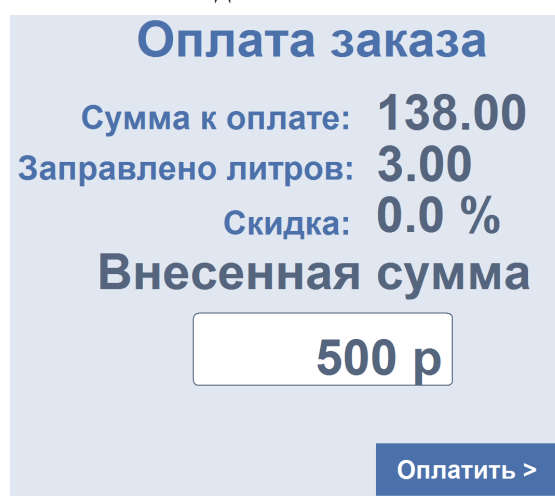 Оплата заказа
Сумма к оплате: 138.00
Заправлено литров: 3.00
Скидка: 0.0 %
Внесенная сумма
500 р
Оплатить >